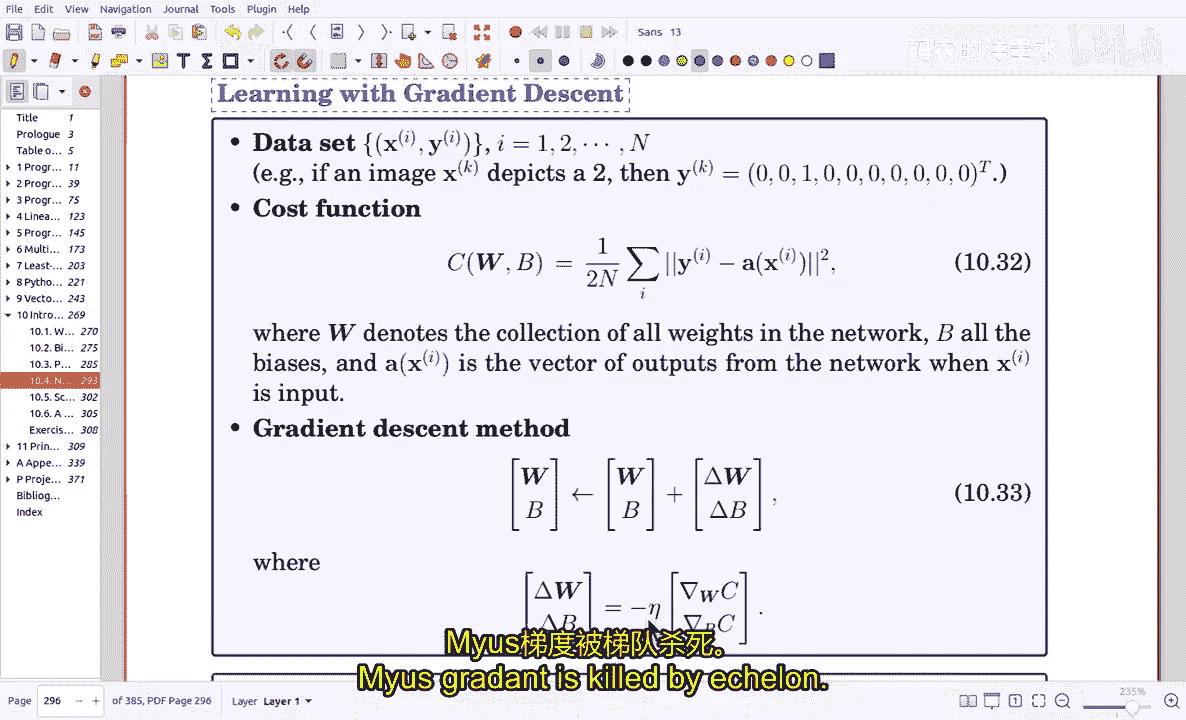 File Edit View Navigation Journal Tools Plugin Help
Sans 13
Title 1
Prologue 3
Table o... 5
1 Progr... 11
2 Progr... 39
3 Progr... 75
4 Linea... 123
5 Progr... 145
6 Multi... 173
7 Least-... 203
8 Pytho... 221
9 Vecto... 243
10 Intro... 269
10.1. W... 270
10.2. Bi... 275
10.3. P... 285
10.4. N... 293
10.5. Sc... 302
10.6. A ... 305
Exercis... 308
11 Prin... 309
A Appe... 339
P Proje... 371
Bibliog...
Index
Learning with Gradient Descent
• Data set {(x^(i), y^(i))}, i = 1, 2, ⋯ , N
(e.g., if an image x^(k) depicts a 2, then y^(k) = (0, 0, 1, 0, 0, 0, 0, 0, 0, 0)^T.)
• Cost function
C(W, B) = 1/2N ∑_i ||y^(i) − a(x^(i))||^2, (10.32)
where W denotes the collection of all weights in the network, B all the
biases, and a(x^(i)) is the vector of outputs from the network when x^(i)
is input.
• Gradient descent method
[W B] ← [W B] + [ΔW ΔB], (10.33)
where
[ΔW ΔB] = −η [∇_W C ∇_B C].
Myus梯度被梯队杀死。
Myus gradant is killed by echelon.
Page 296 of 385, PDF Page 296 Layer Layer 1 235%